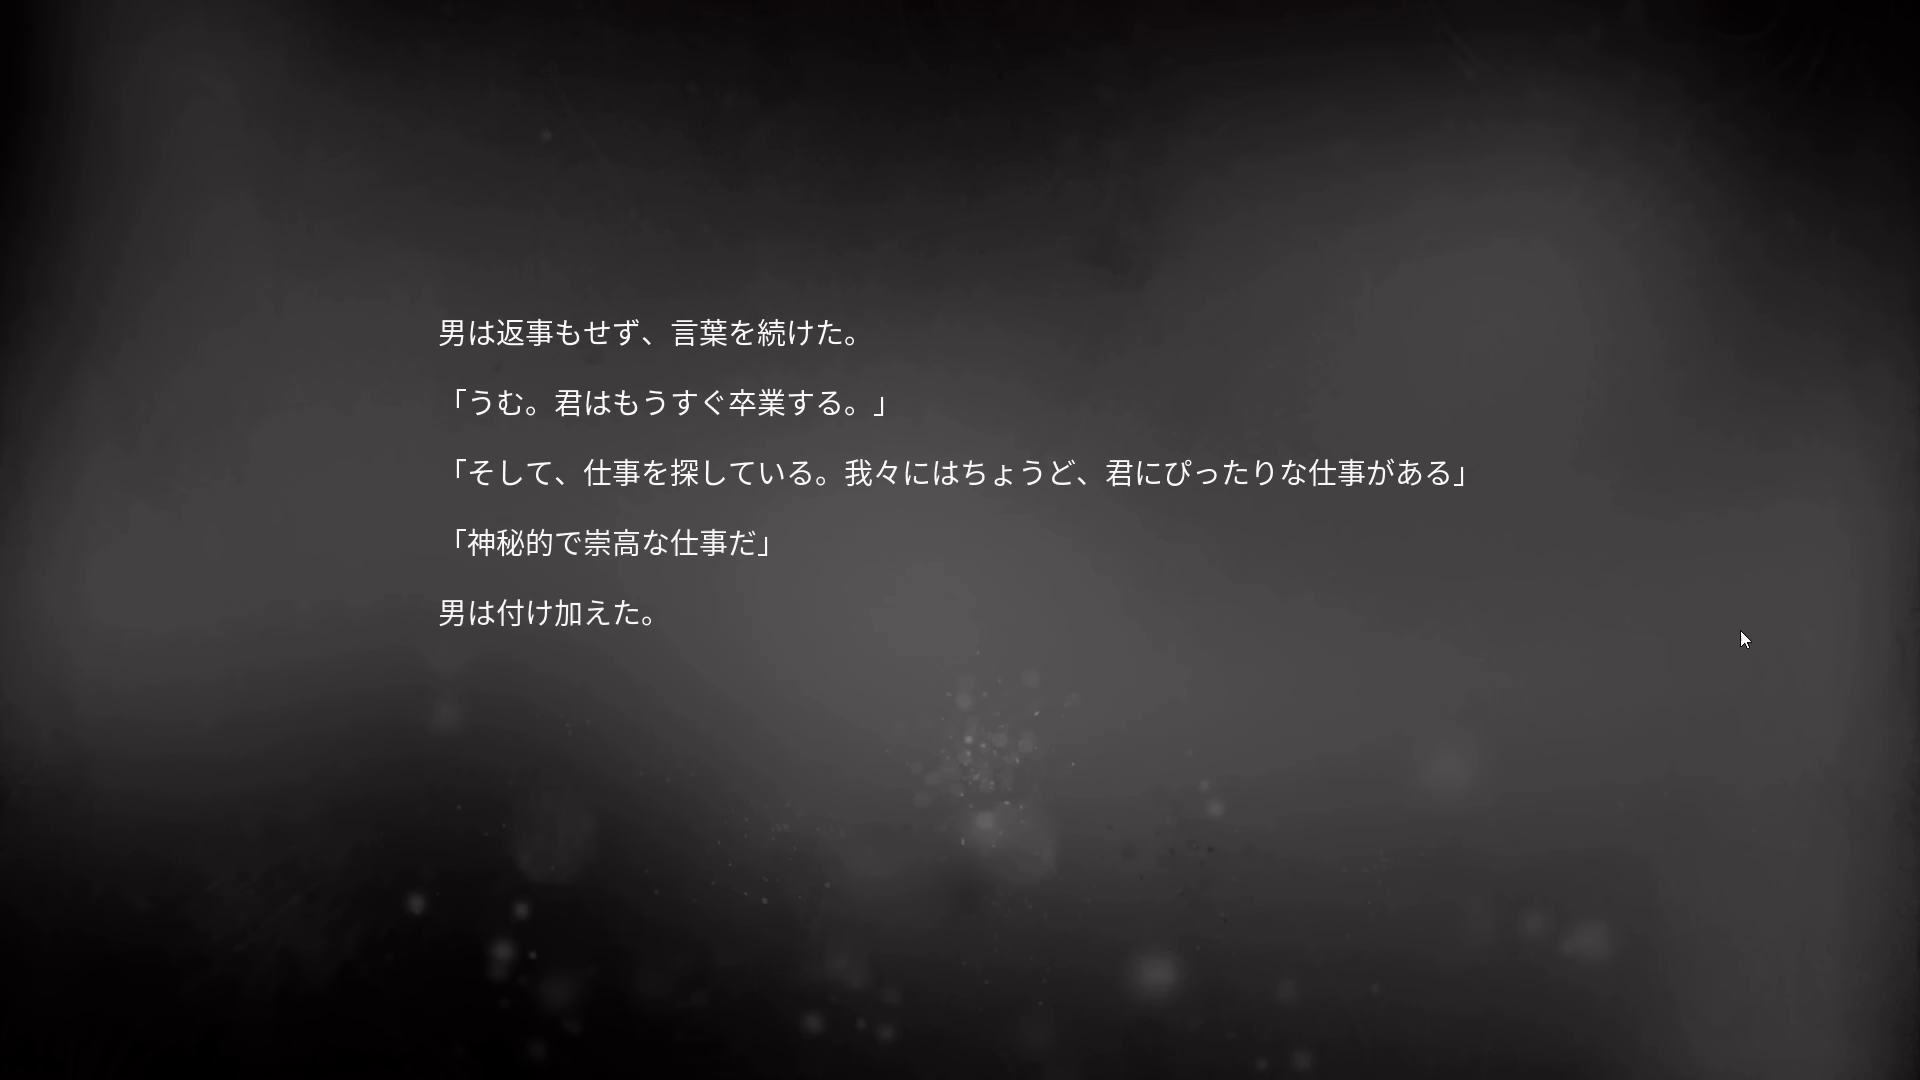 男は返事もせず、言葉を続けた。
「うむ。君はもうすぐ卒業する。」
「そして、仕事を探している。我々にはちょうど、君にぴったりな仕事がある」
「神秘的で崇高な仕事だ」
男は付け加えた。